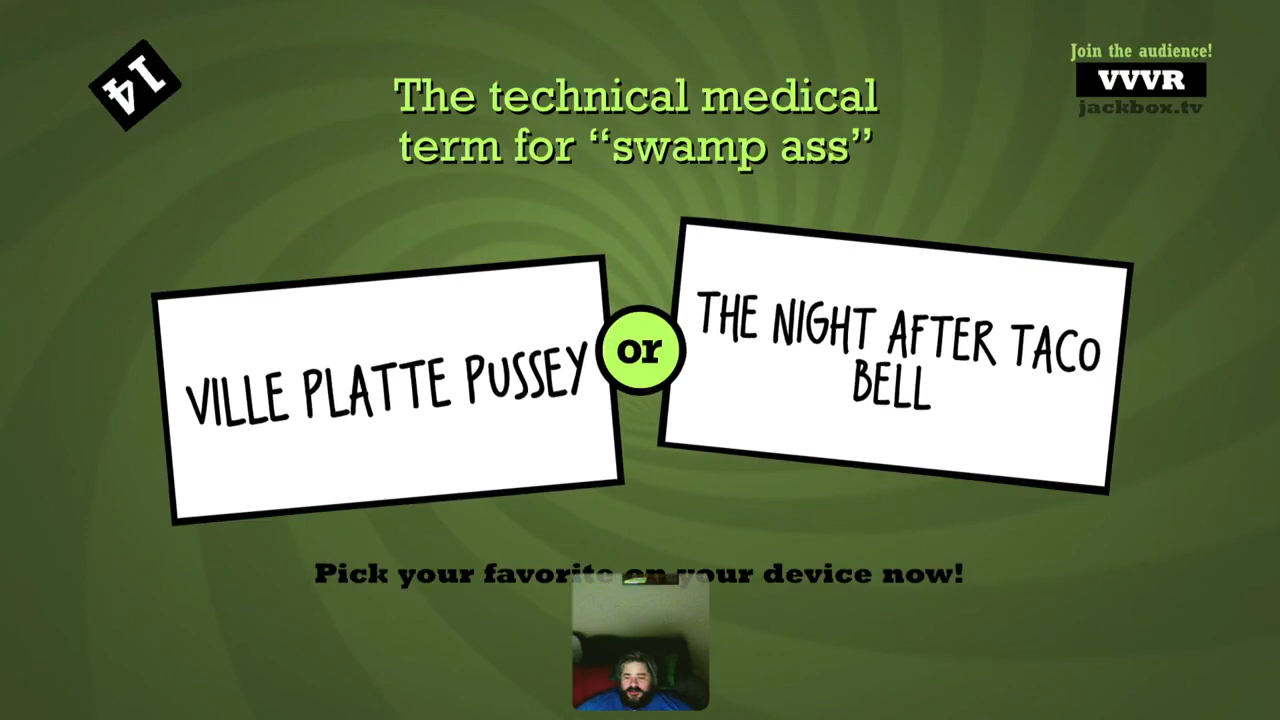 14
Join the audience!
VVVR
jackbox.tv
The technical medical
term for “swamp ass”
VILLE PLATTE PUSSEY
or
THE NIGHT AFTER TACO
BELL
Pick your favorite on your device now!